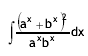 ∫ (aˣ + bˣ)² / aˣbˣ dx